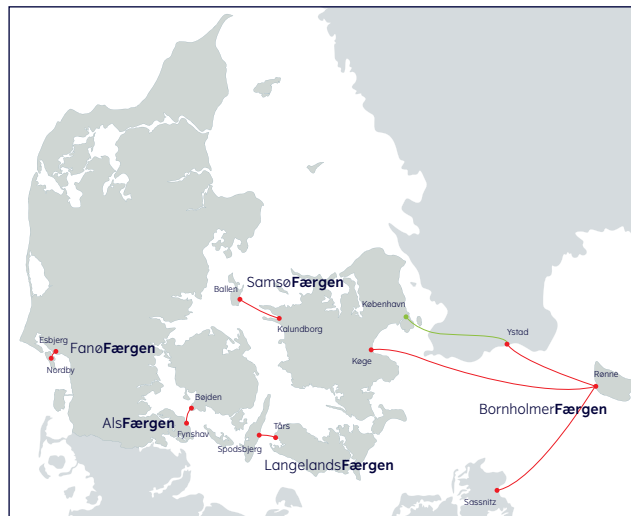 Ballen
SamsøFærgen
København
Kalundborg
Ystad
Esbjerg
FanøFærgen
Køge
Nordby
Rønne
Bøjden
AlsFærgen
BornholmerFærgen
Fynshav
Tårs
Spodsbjerg
LangelandsFærgen
Sassnitz